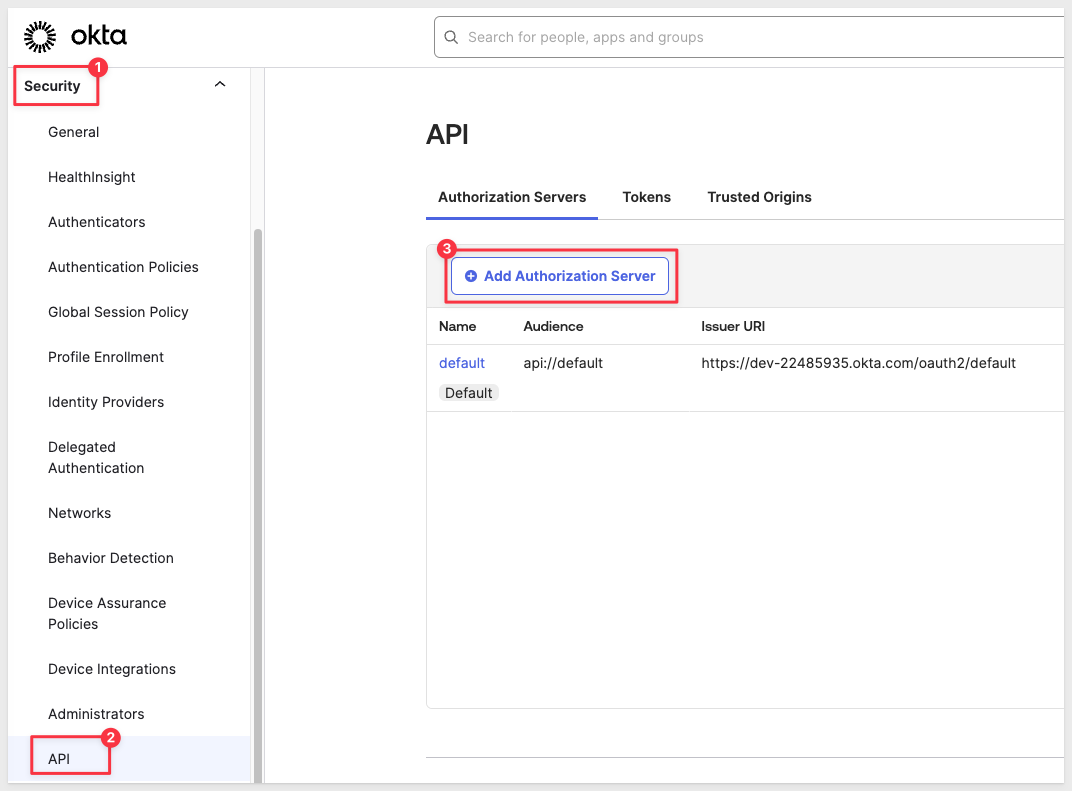 okta
Search for people, apps and groups
1
Security
General
HealthInsight
Authenticators
Authentication Policies
Global Session Policy
Profile Enrollment
Identity Providers
Delegated
Authentication
Networks
Behavior Detection
Device Assurance
Policies
Device Integrations
Administrators
2
API
API
Authorization Servers Tokens Trusted Origins
3
Add Authorization Server
Name Audience Issuer URI
default api://default https://dev-22485935.okta.com/oauth2/default
Default